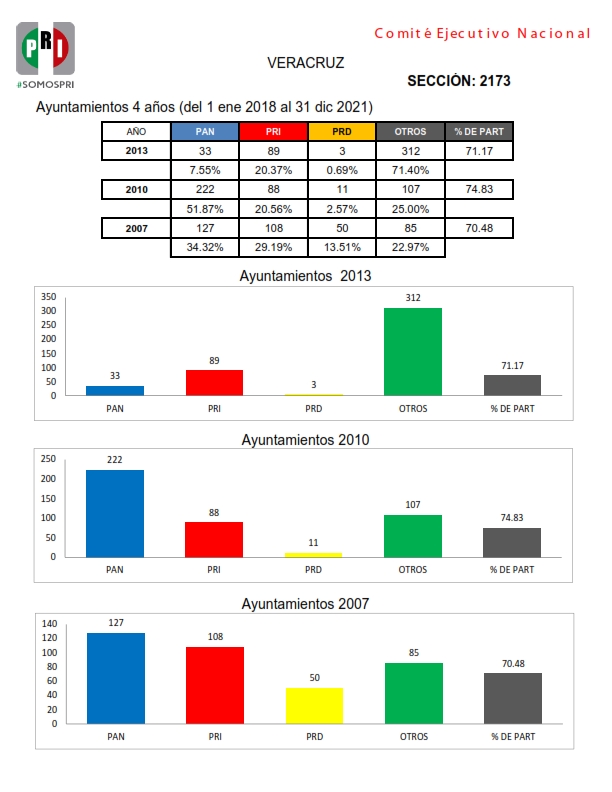 Comité Ejecutivo Nacional
PRI
#SOMOSPRI
VERACRUZ
SECCIÓN: 2173
Ayuntamientos 4 años (del 1 ene 2018 al 31 dic 2021)
AÑO PAN PRI PRD OTROS % DE PART
2013 33 89 3 312 71.17
7.55% 20.37% 0.69% 71.40%
2010 222 88 11 107 74.83
51.87% 20.56% 2.57% 25.00%
2007 127 108 50 85 70.48
34.32% 29.19% 13.51% 22.97%
Ayuntamientos 2013
350
300
250
200
150
100
50
0
33 89 3 312 71.17
PAN PRI PRD OTROS % DE PART
Ayuntamientos 2010
250
200
150
100
50
0
222 88 11 107 74.83
PAN PRI PRD OTROS % DE PART
Ayuntamientos 2007
140
120
100
80
60
40
20
0
127 108 50 85 70.48
PAN PRI PRD OTROS % DE PART